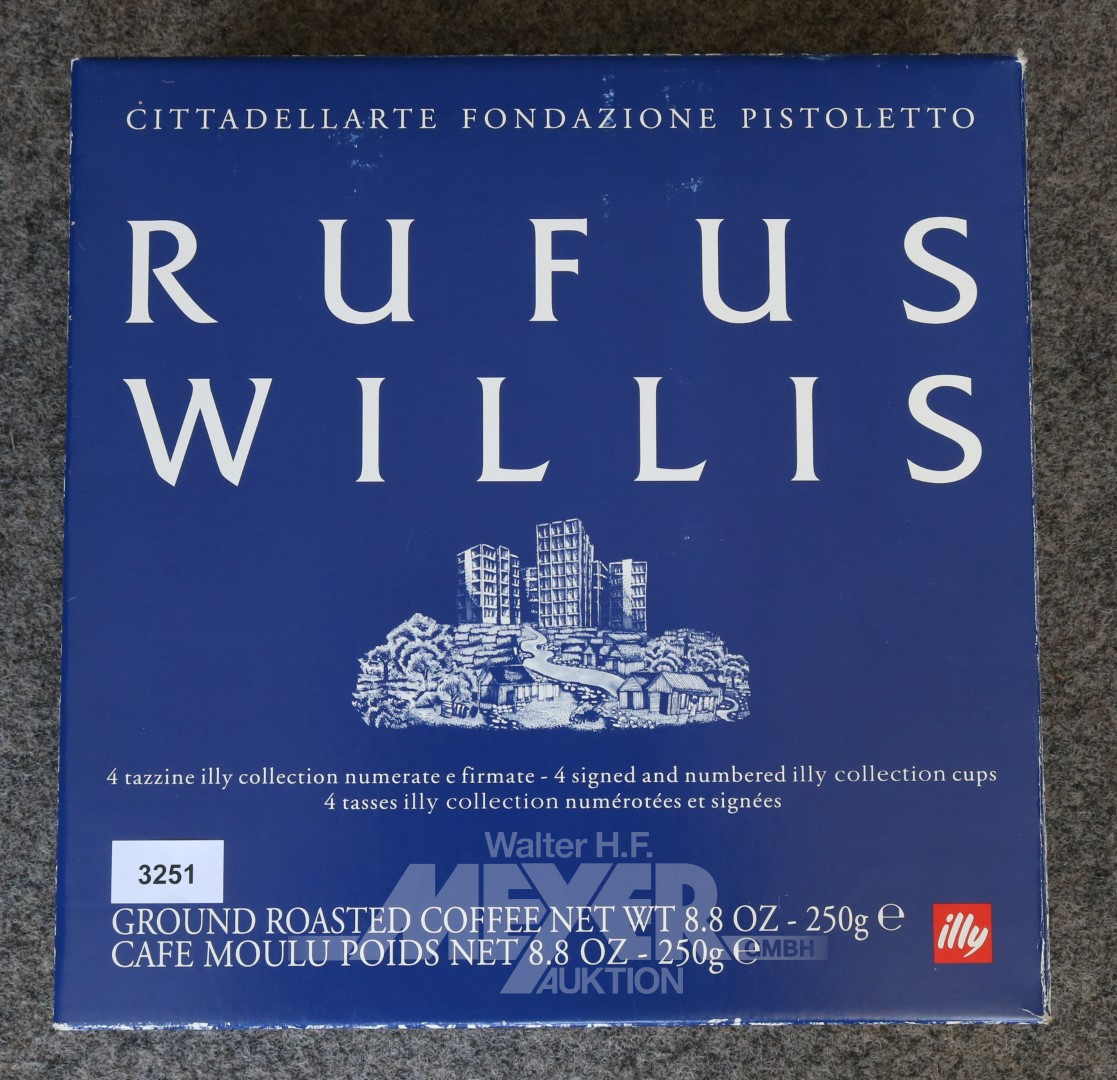 CITTADELLARTE FONDAZIONE PISTOLETTO
RUFUS
WILLIS
4 tazzine illy collection numerate e firmate - 4 signed and numbered illy collection cups
4 tasses illy collection numérotées et signées
Walter H.F.
MEYER
GMBH
AUKTION
3251
GROUND ROASTED COFFEE NET WT 8.8 OZ - 250g ℮
CAFE MOULU POIDS NET 8.8 OZ - 250g ℮
illy